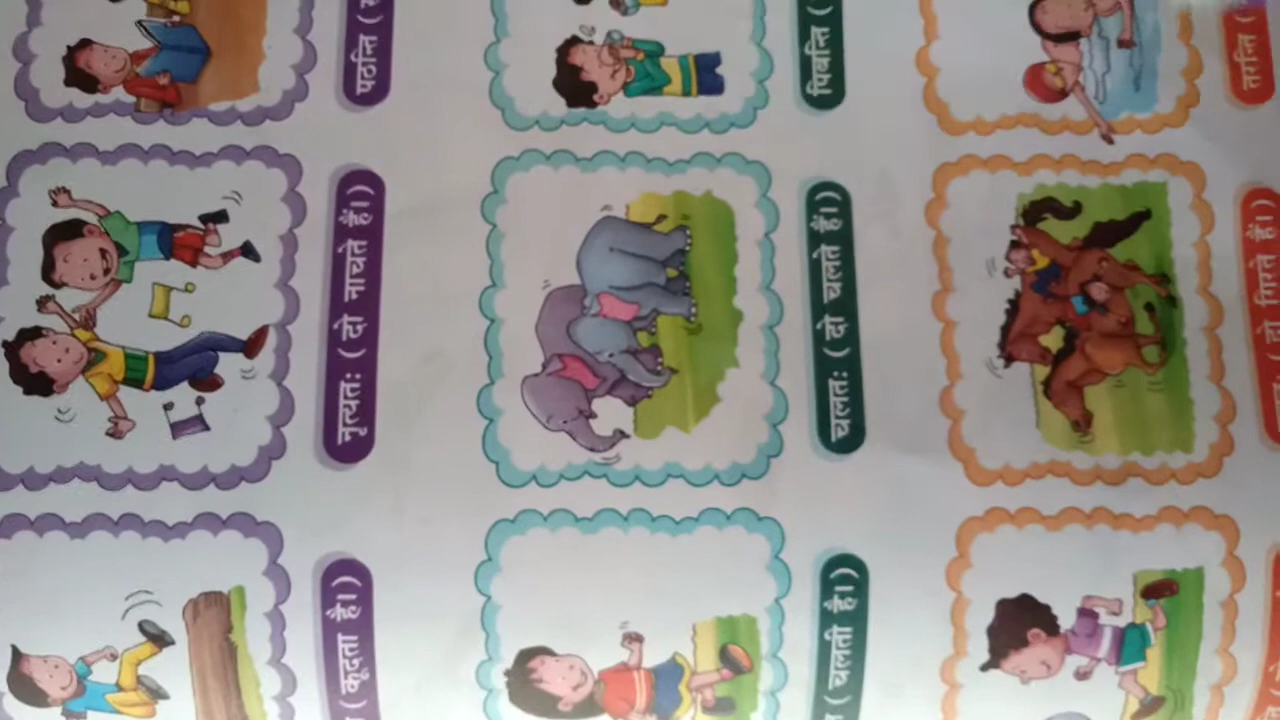 ( कूदता है।) नृत्यतः ( दो नाचते हैं।) पठन्ति (
( चलती है।) चलतः ( दो चलते हैं।) पिबन्ति (
( दो गिरते हैं।) तरन्ति (